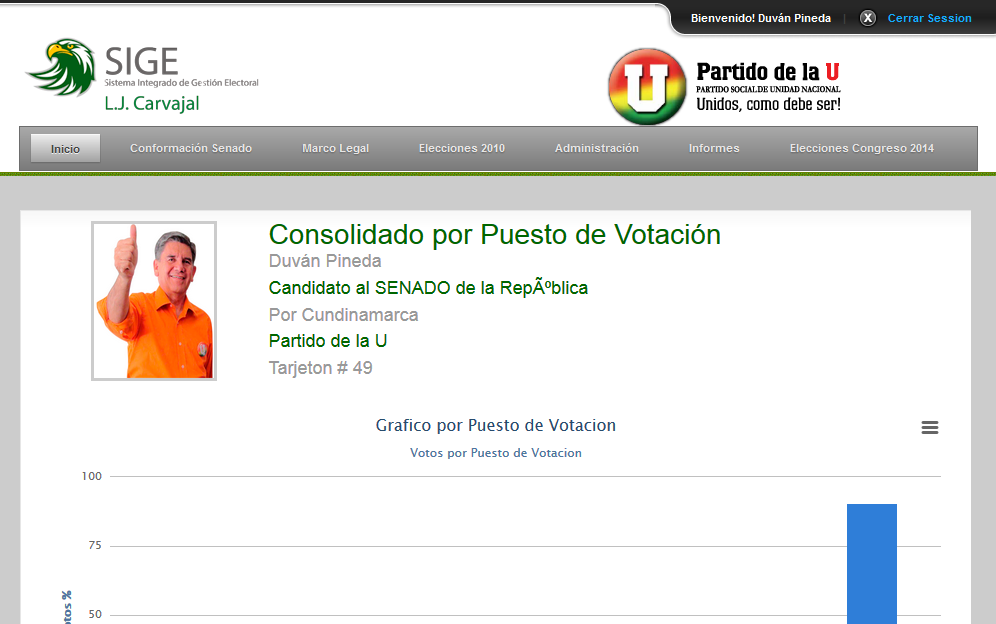 Bienvenido! Duván Pineda | X Cerrar Session
SIGE
Sistema Integrado de Gestión Electoral
L.J. Carvajal
U
Partido de la U
PARTIDO SOCIAL DE UNIDAD NACIONAL
Unidos, como debe ser!
Inicio Conformación Senado Marco Legal Elecciones 2010 Administración Informes Elecciones Congreso 2014
Consolidado por Puesto de Votación
Duván Pineda
Candidato al SENADO de la RepÃºblica
Por Cundinamarca
Partido de la U
Tarjeton # 49
Grafico por Puesto de Votacion
Votos por Puesto de Votacion
100
75
50